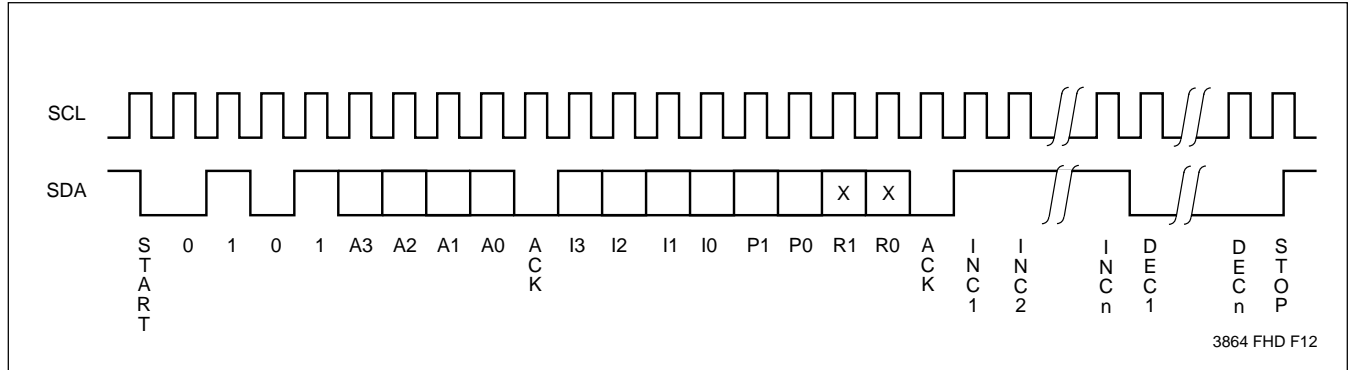 SCL
SDA
X X
START 0 1 0 1 A3 A2 A1 A0 ACK I3 I2 I1 I0 P1 P0 R1 R0 ACK INC1 INC2 INCn DEC1 DECn STOP
3864 FHD F12